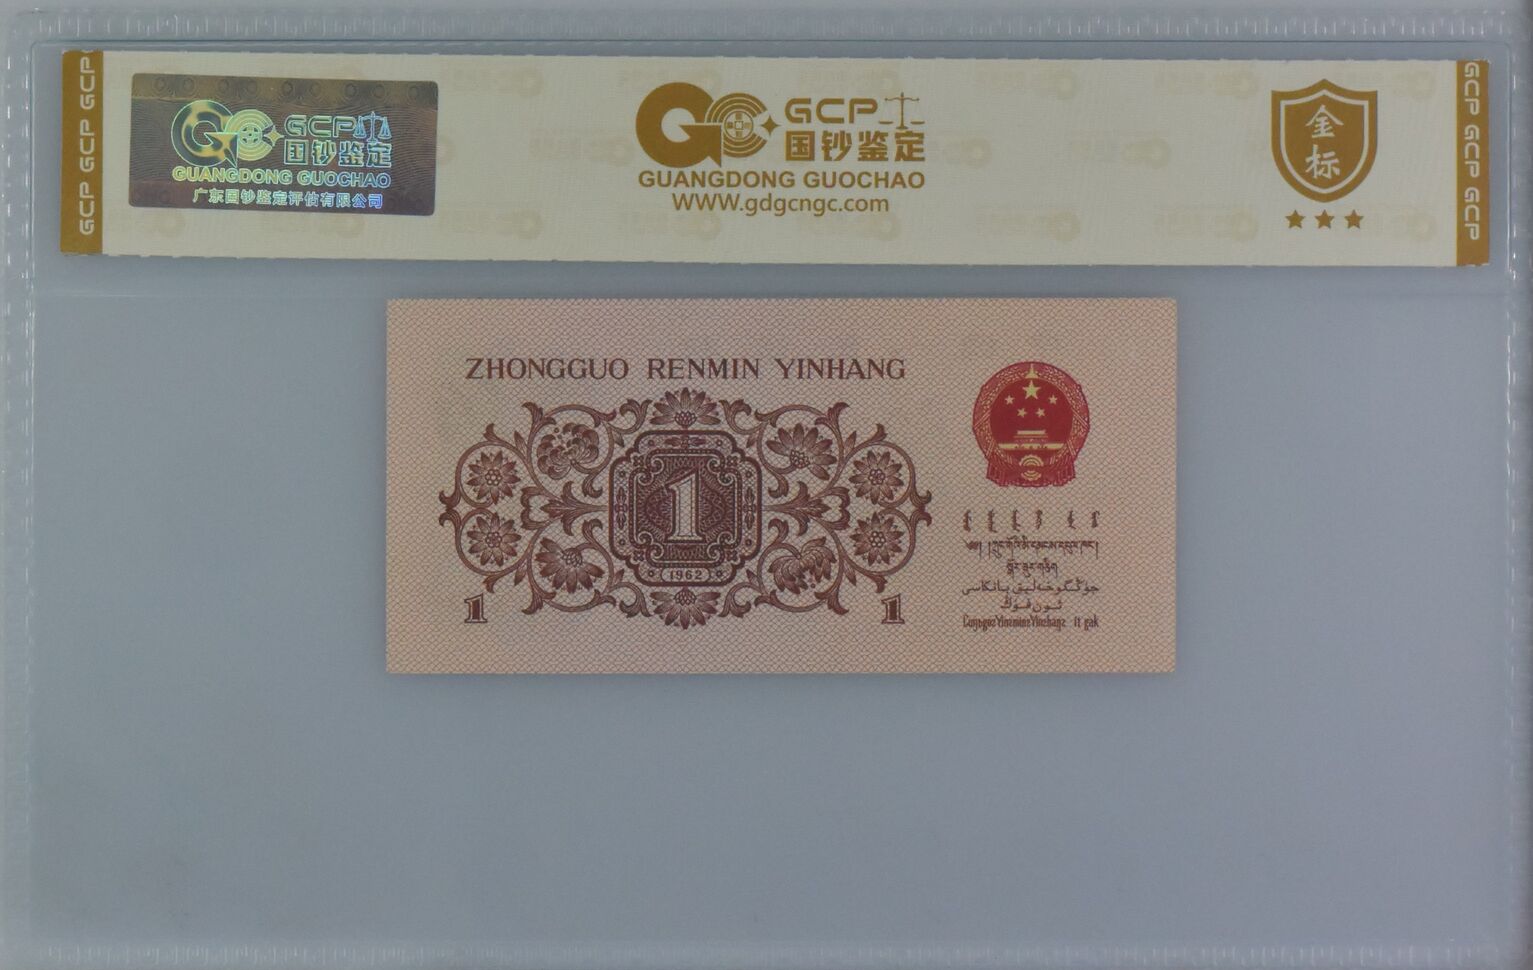 GCP GCP GCP
GCP
国钞鉴定
GUANGDONG GUOCHAO
广东国钞鉴定评估有限公司
GCP
国钞鉴定
GUANGDONG GUOCHAO
WWW.gdgcngc.com
金
标
GCP GCP GCP
ZHONGGUO RENMIN YINHANG
1
1962
1
1
جۇڭگوخەلىق بانكاسى